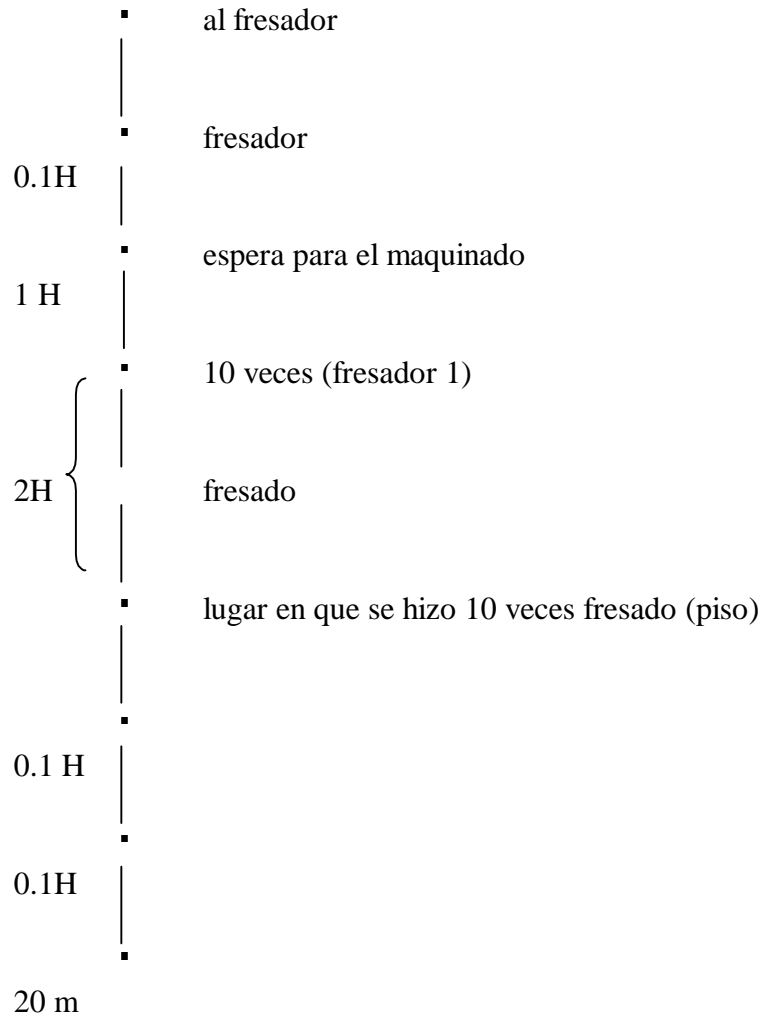 al fresador
fresador
0.1H
espera para el maquinado
1 H
10 veces (fresador 1)
2H
fresado
lugar en que se hizo 10 veces fresado (piso)
0.1 H
0.1H
20 m